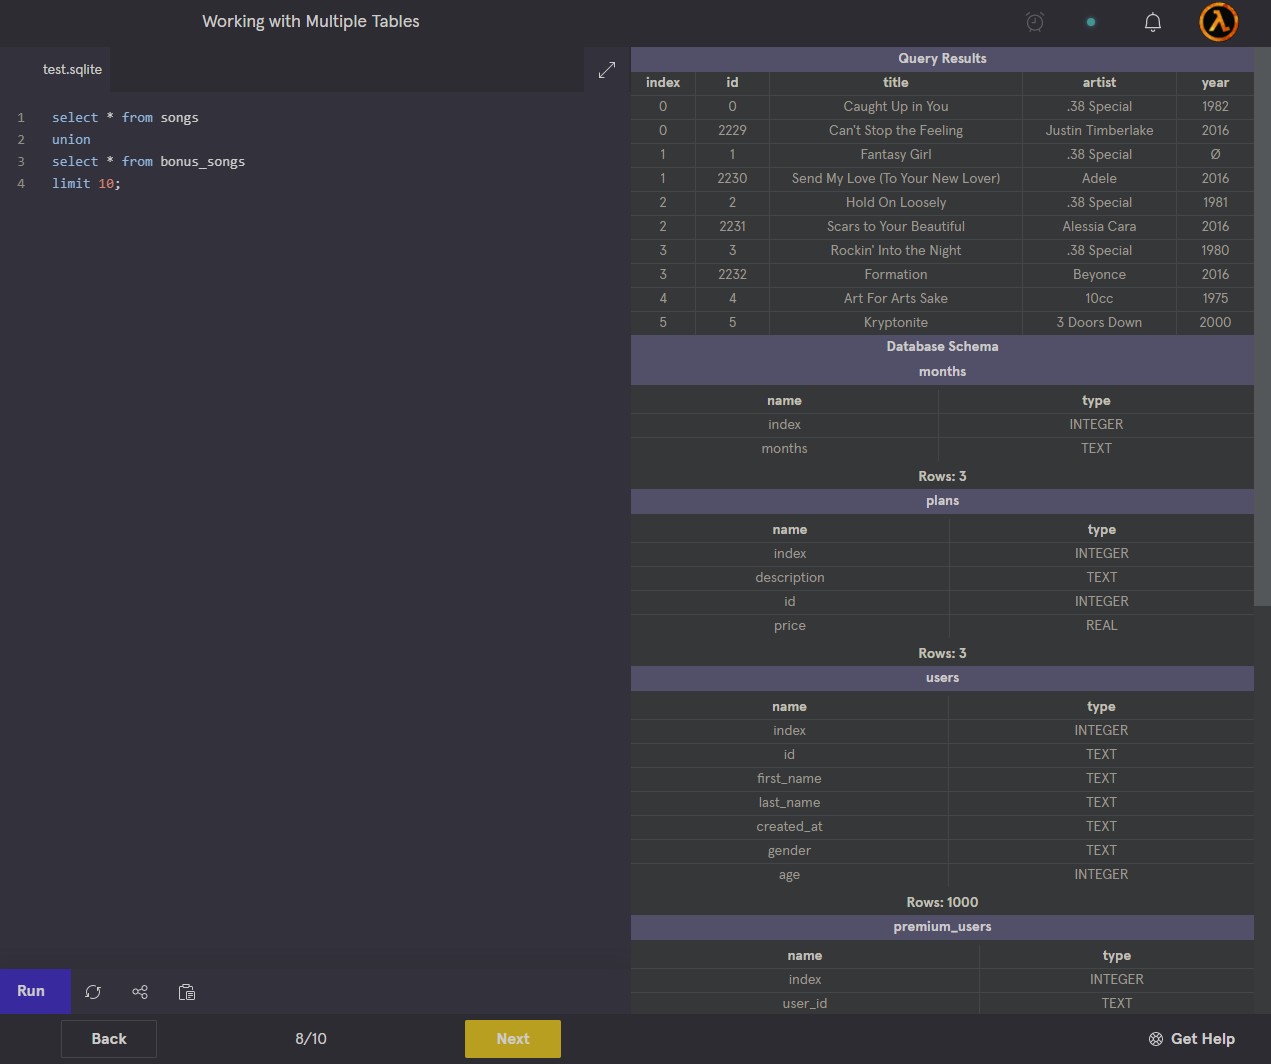 Working with Multiple Tables
test.sqlite
1 select * from songs
2 union
3 select * from bonus_songs
4 limit 10;
Run
Back
8/10
Next
Query Results
index id title artist year
0 0 Caught Up in You .38 Special 1982
0 2229 Can't Stop the Feeling Justin Timberlake 2016
1 1 Fantasy Girl .38 Special Ø
1 2230 Send My Love (To Your New Lover) Adele 2016
2 2 Hold On Loosely .38 Special 1981
2 2231 Scars to Your Beautiful Alessia Cara 2016
3 3 Rockin' Into the Night .38 Special 1980
3 2232 Formation Beyonce 2016
4 4 Art For Arts Sake 10cc 1975
5 5 Kryptonite 3 Doors Down 2000
Database Schema
months
name type
index INTEGER
months TEXT
Rows: 3
plans
name type
index INTEGER
description TEXT
id INTEGER
price REAL
Rows: 3
users
name type
index INTEGER
id TEXT
first_name TEXT
last_name TEXT
created_at TEXT
gender TEXT
age INTEGER
Rows: 1000
premium_users
name type
index INTEGER
user_id TEXT
Get Help